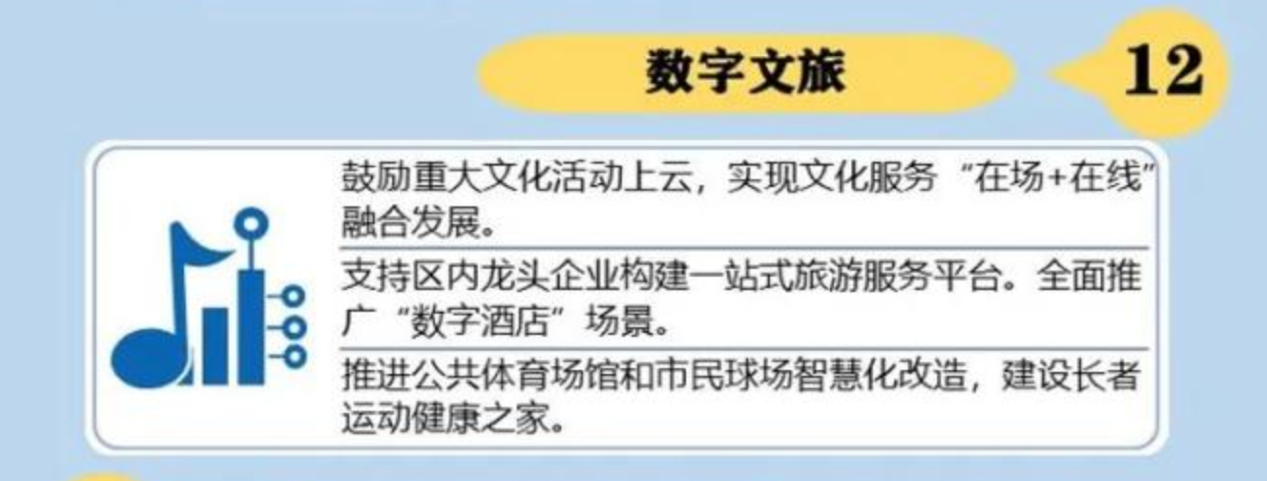 数字文旅
12
鼓励重大文化活动上云，实现文化服务“在场+在线”
融合发展。
支持区内龙头企业构建一站式旅游服务平台。全面推
广“数字酒店”场景。
推进公共体育场馆和市民球场智慧化改造，建设长者
运动健康之家。